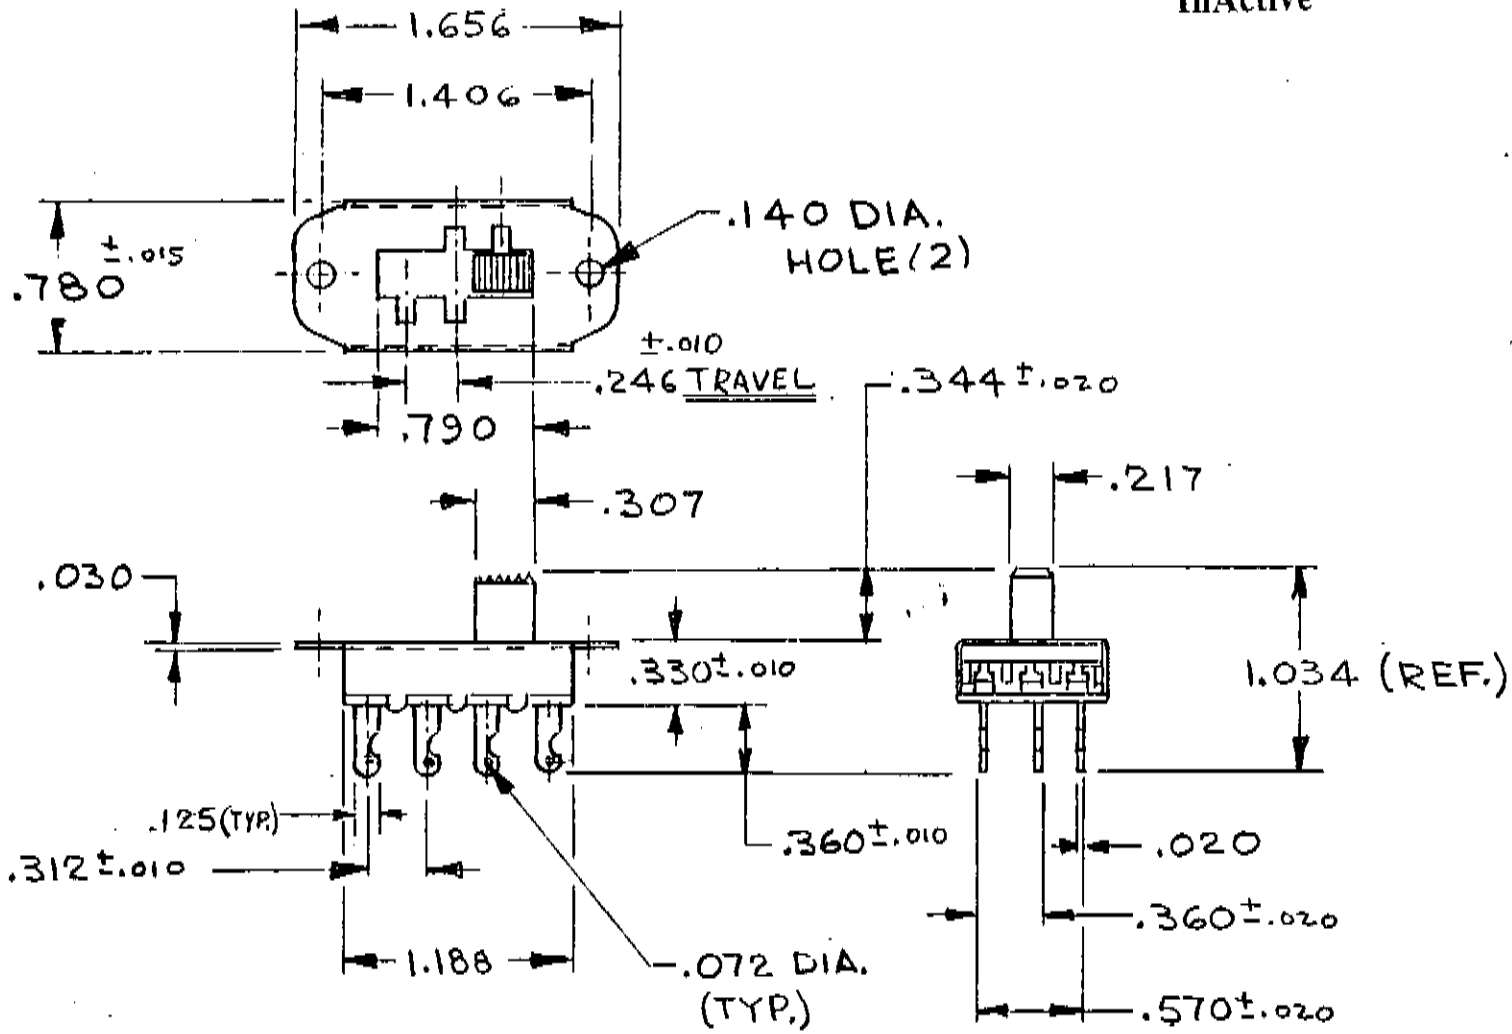 InActive
1.656
1.406
.140 DIA.
HOLE (2)
.780 ±.015
±.010
.246 TRAVEL
.344 ±.020
.790
.217
.307
.030
.330 ±.010
1.034 (REF.)
.125 (TYP.)
.360 ±.010
.020
.312 ±.010
.360 ±.020
1.188
.072 DIA.
(TYP.)
.570 ±.020